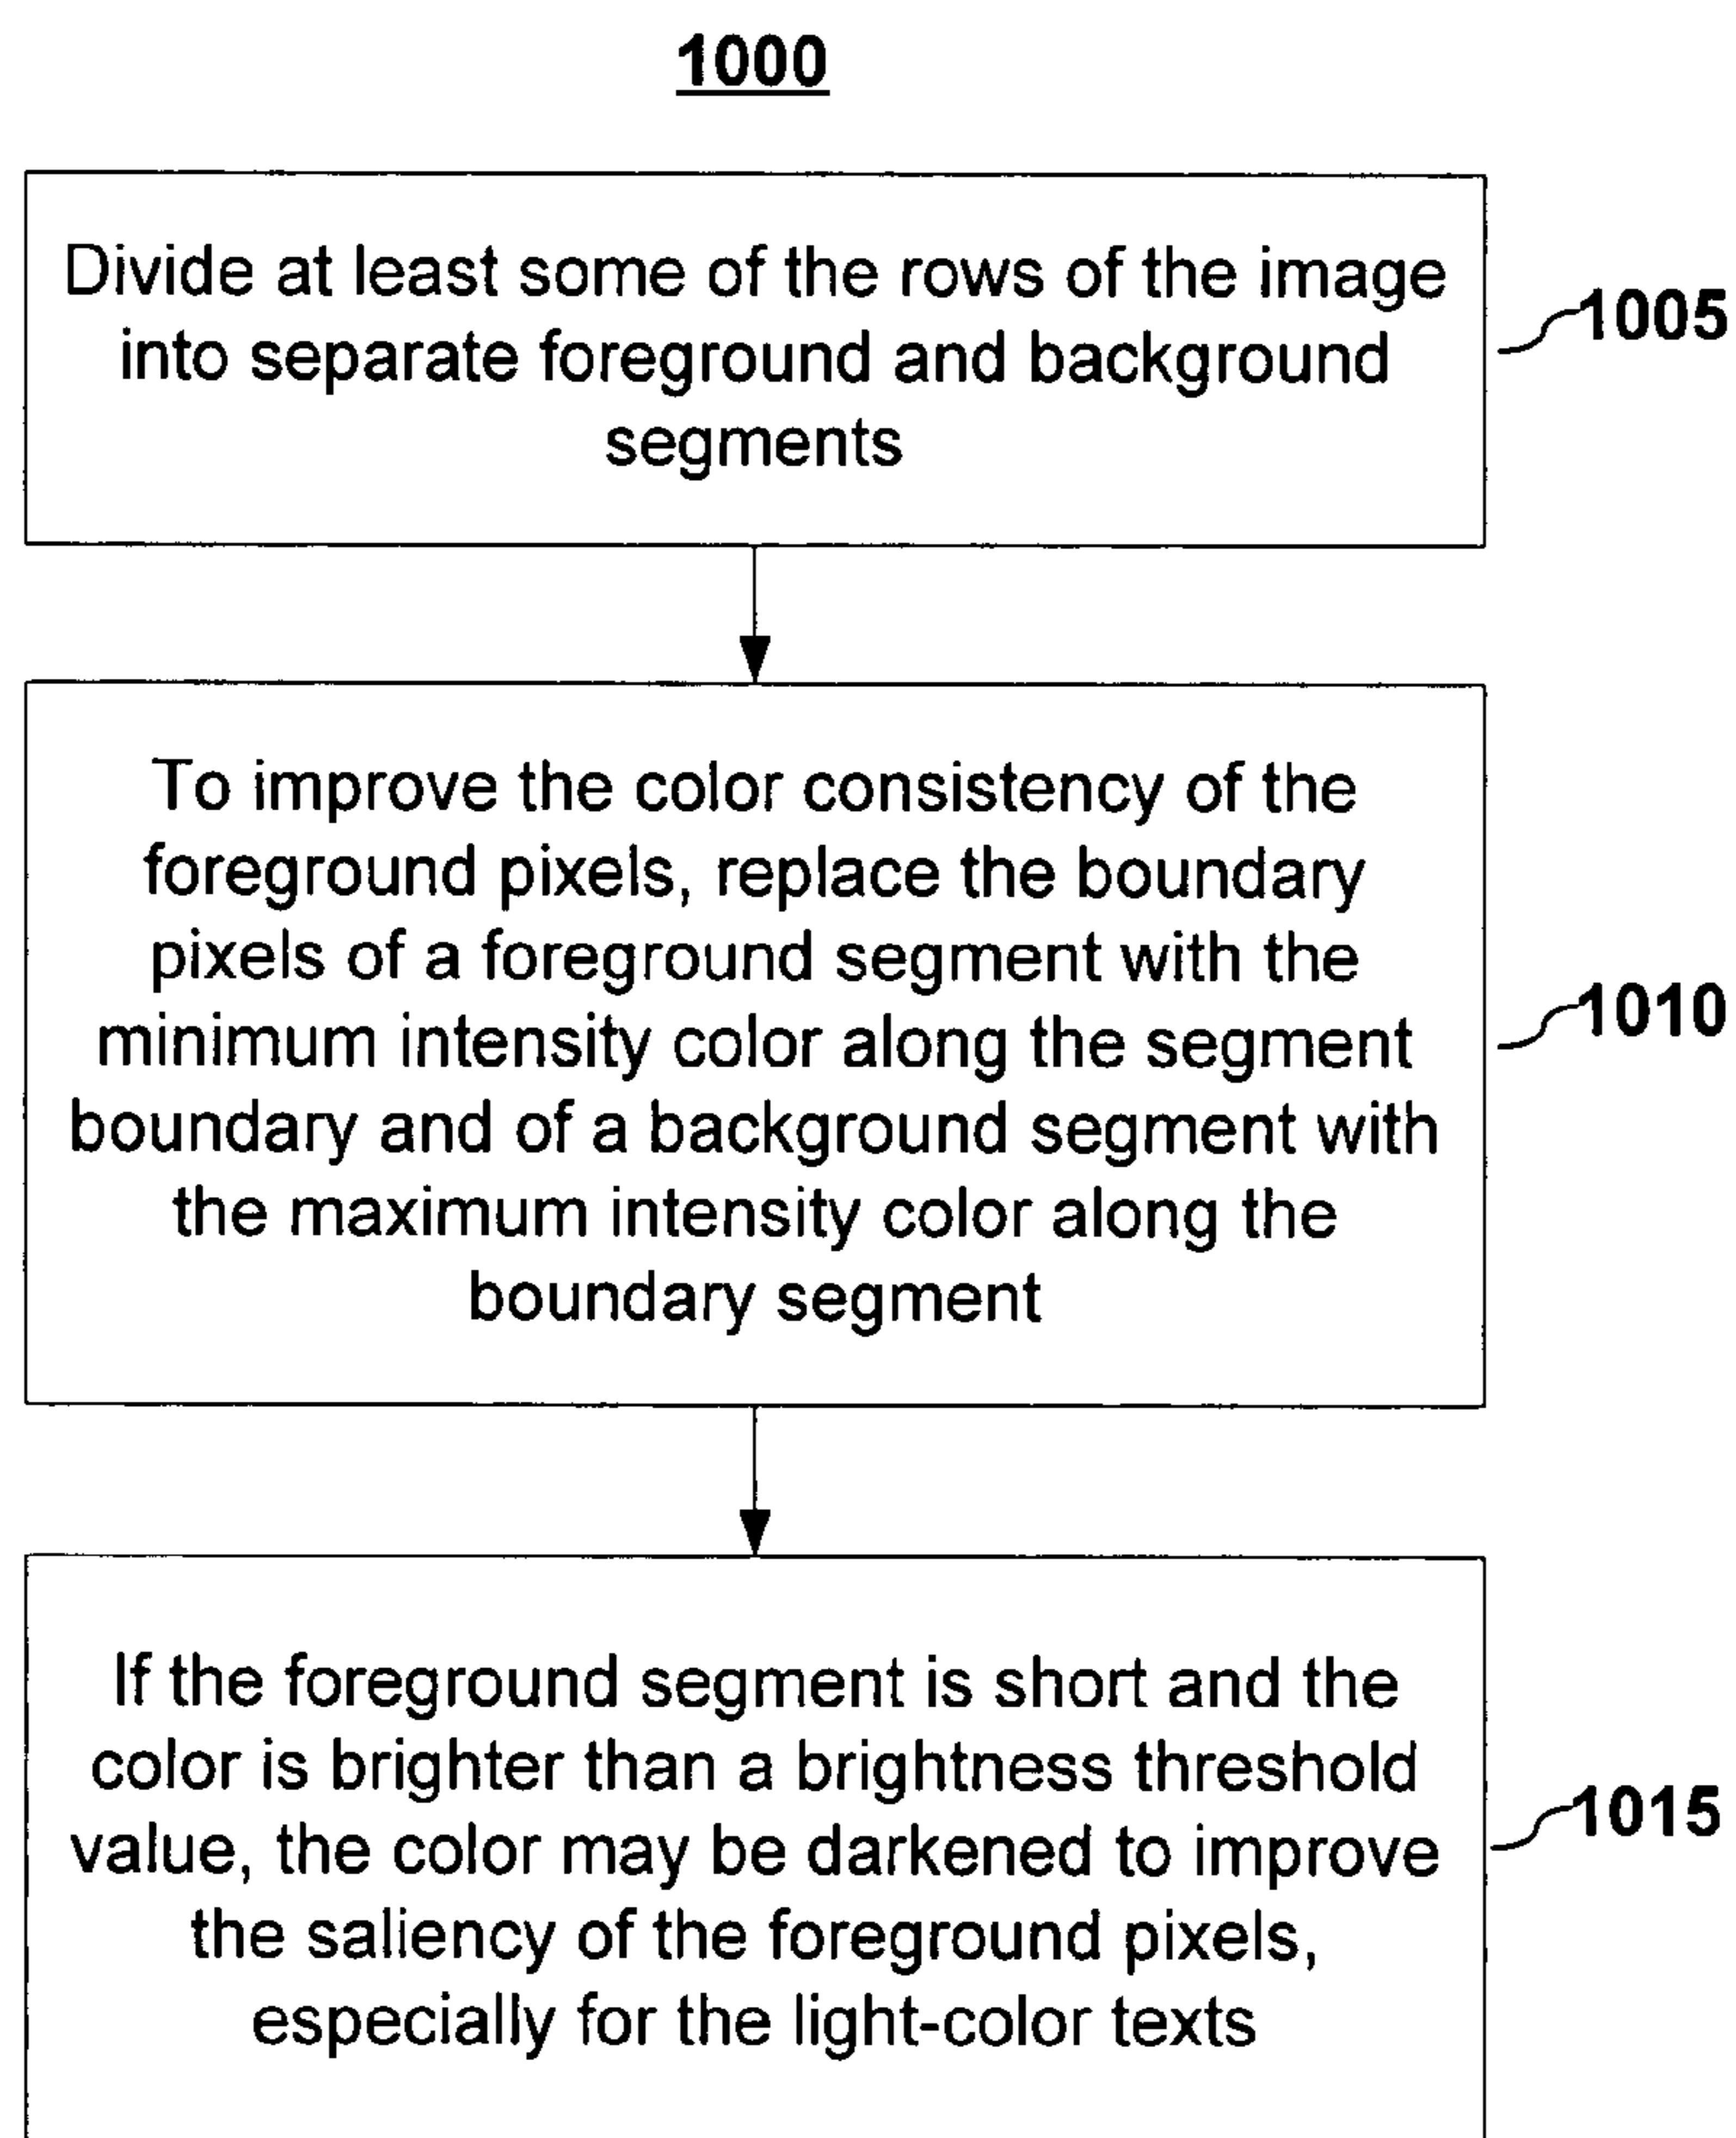 1000
Divide at least some of the rows of the image
into separate foreground and background
segments
1005
To improve the color consistency of the
foreground pixels, replace the boundary
pixels of a foreground segment with the
minimum intensity color along the segment
boundary and of a background segment with
the maximum intensity color along the
boundary segment
1010
If the foreground segment is short and the
color is brighter than a brightness threshold
value, the color may be darkened to improve
the saliency of the foreground pixels,
especially for the light-color texts
1015